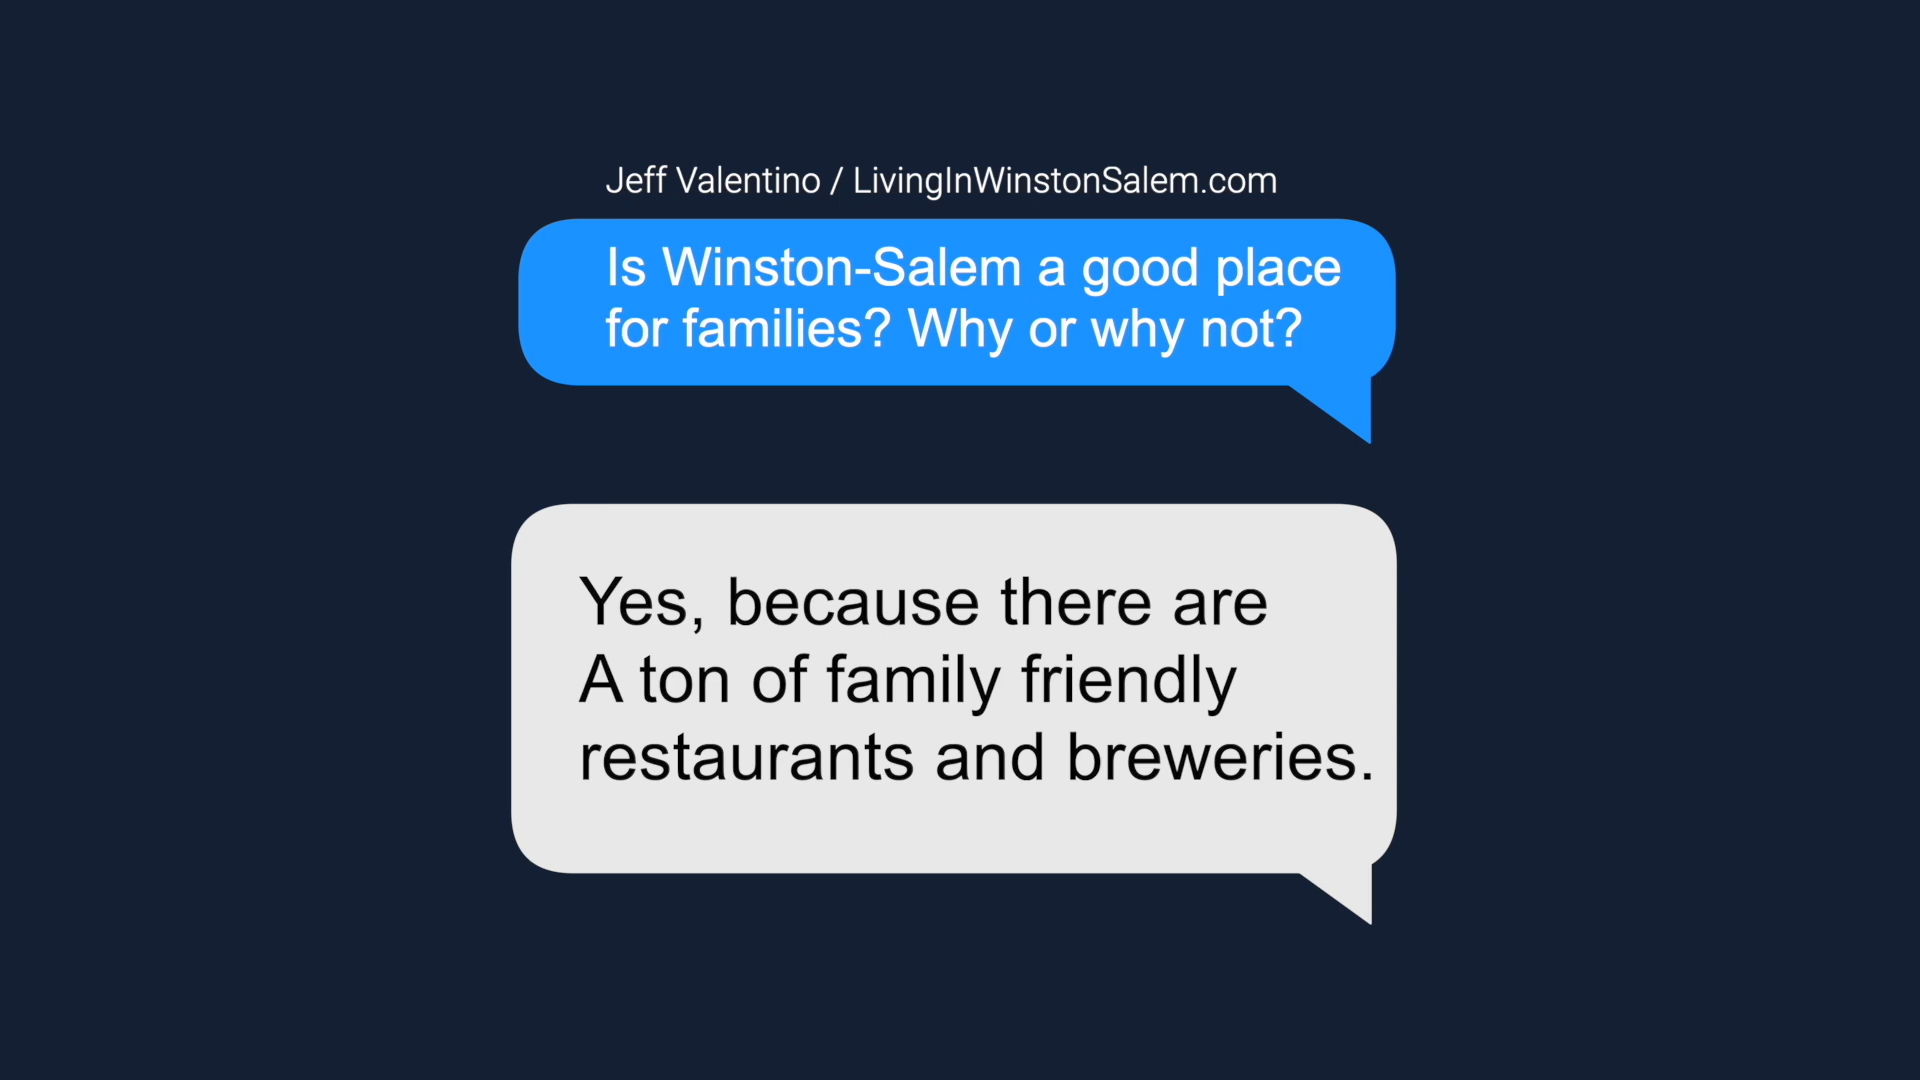 Jeff Valentino / LivingInWinstonSalem.com
Is Winston-Salem a good place
for families? Why or why not?
Yes, because there are
A ton of family friendly
restaurants and breweries.